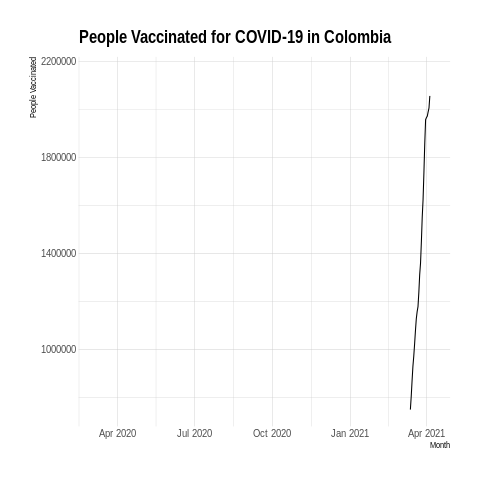 People Vaccinated for COVID-19 in Colombia
People Vaccinated
2200000
1800000
1400000
1000000
Apr 2020 Jul 2020 Oct 2020 Jan 2021 Apr 2021
Month